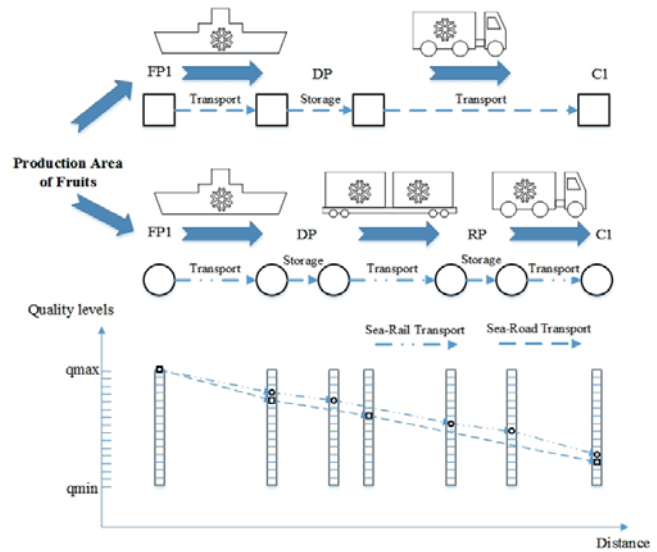 FP1 DP C1
Transport Storage Transport
Production Area
of Fruits
FP1 DP RP C1
Transport Storage Transport Storage Transport
Quality levels
Sea-Rail Transport Sea-Road Transport
qmax
qmin
Distance